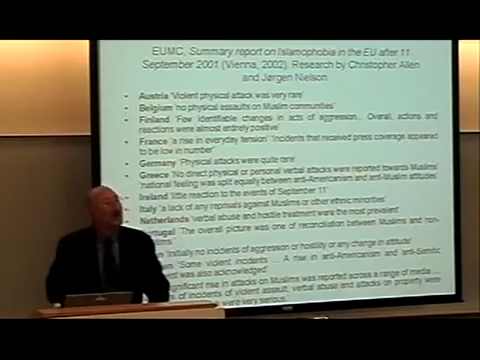 EUMC, Summary report on Islamophobia in the EU after 11
September 2001 (Vienna, 2002). Research by Christopher Allen
and Jørgen Nielson
• Austria 'Violent physical attack was very rare'
• Belgium 'no physical assaults on Muslim communities'
• Finland 'Few identifiable changes in acts of aggression... Overall, actions and
reactions were almost entirely positive'
• France 'a rise in everyday tension' 'Incidents that received press coverage appeared
to be low in number'
• Germany 'Physical attacks were quite rare'
• Greece 'No direct physical or personal verbal attacks were reported towards Muslims'
'national feeling was split equally between anti-Americanism and anti-Muslim attitudes'
• Ireland 'little reaction to the events of September 11'
• Italy 'a lack of any reprisals against Muslims or other ethnic minorities'
• Netherlands 'verbal abuse and hostile treatment were the most prevalent'
'The overall picture was one of reconciliation between Muslims and non-
'Initially no incidents of aggression or hostility or any change in attitude'
'Some violent incidents ... A rise in anti-Americanism and anti-Semitic
was also acknowledged'
rise in attacks on Muslims was reported across a range of media ...
of incidents of violent assault, verbal abuse and attacks on property were
were very serious.